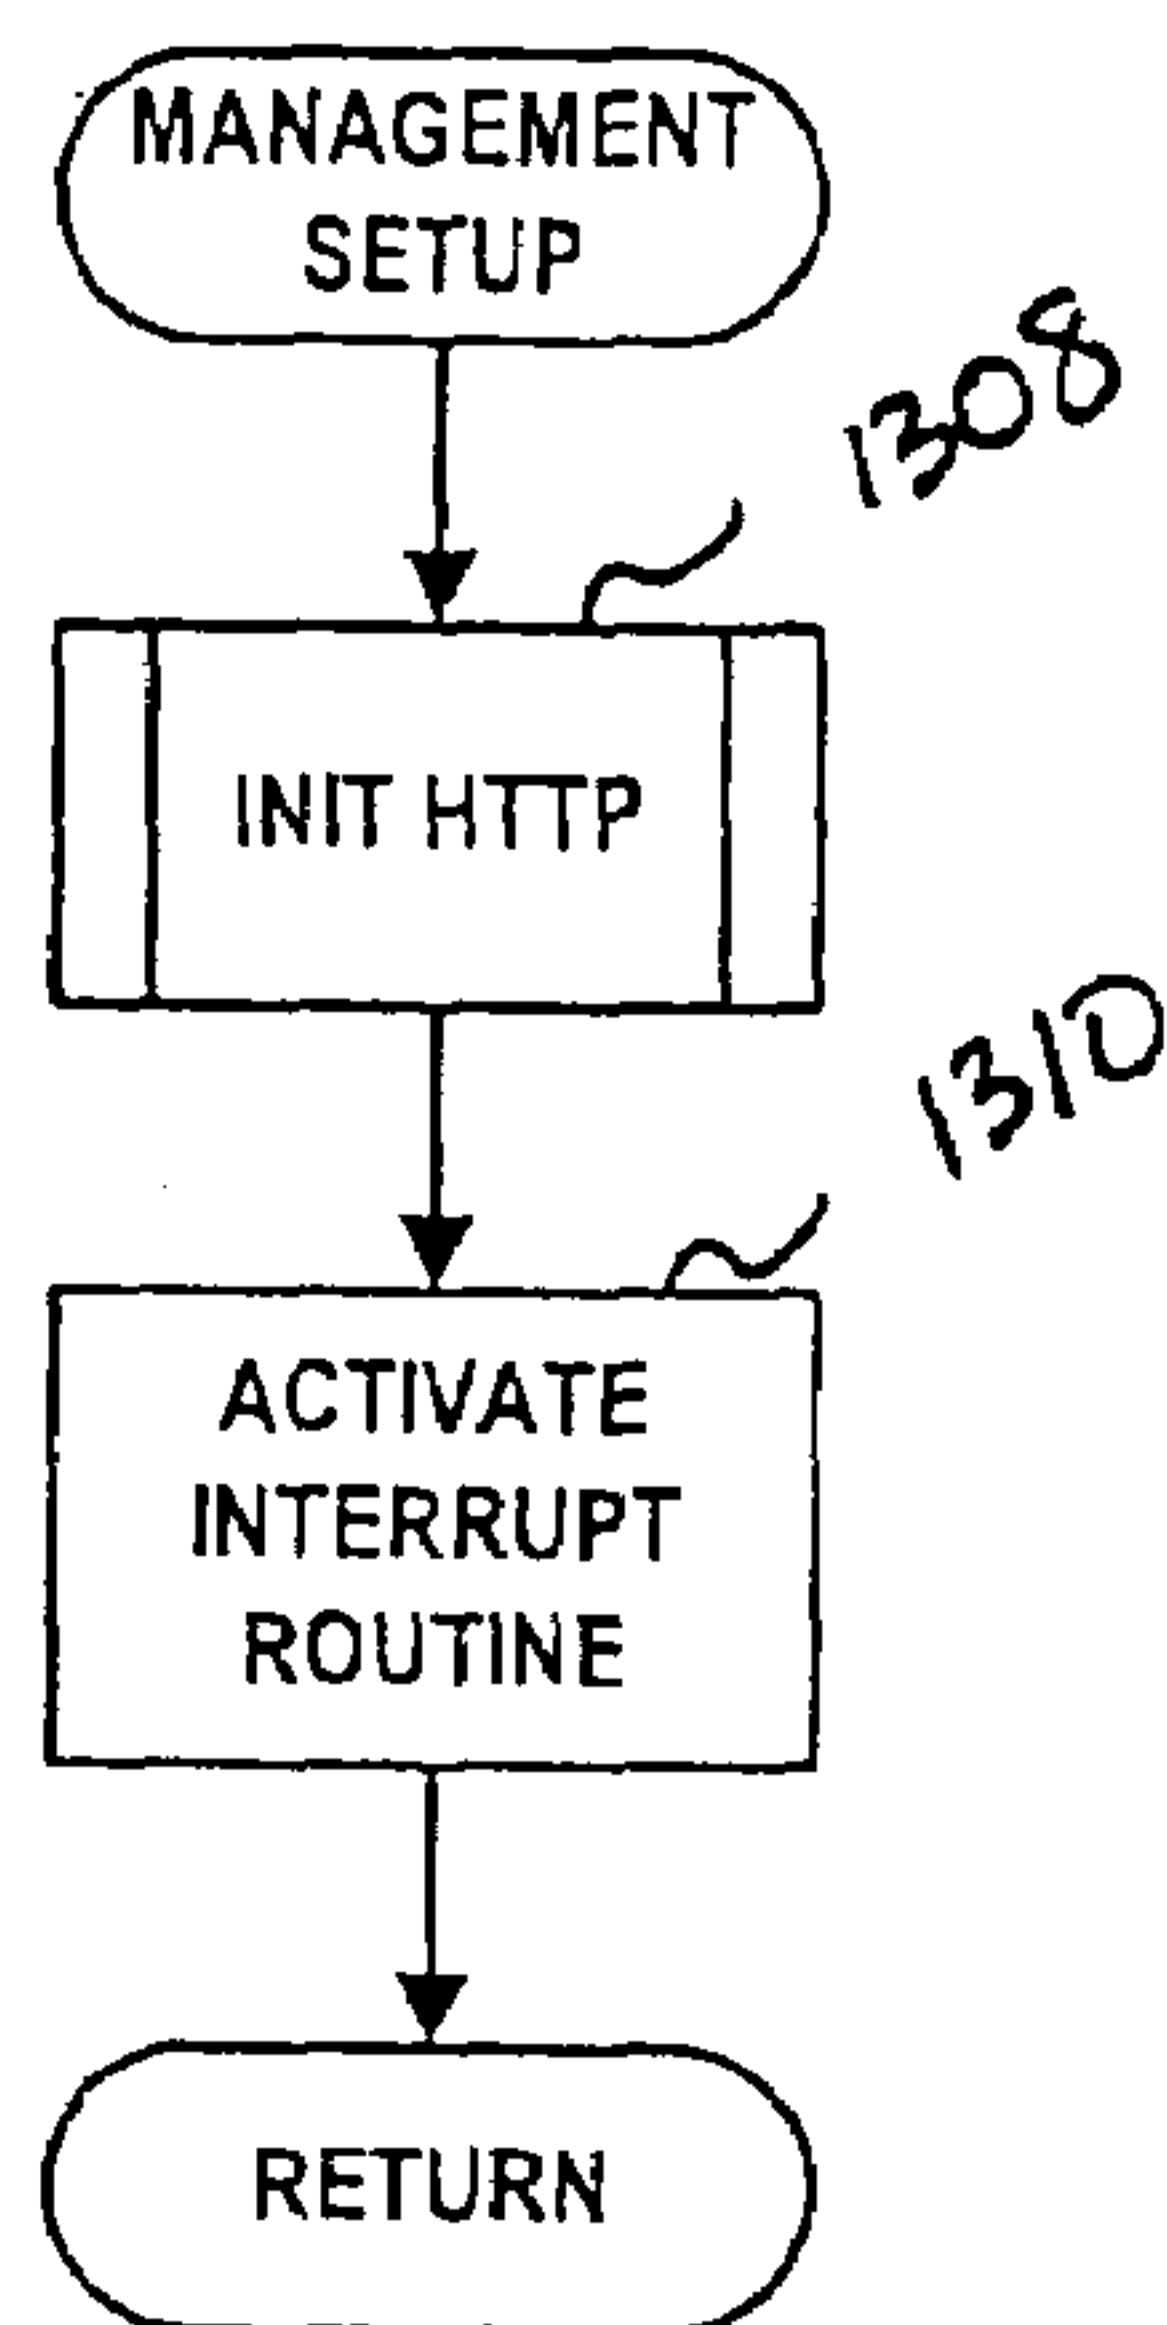 MANAGEMENT
SETUP
1308
INIT HTTP
1310
ACTIVATE
INTERRUPT
ROUTINE
RETURN